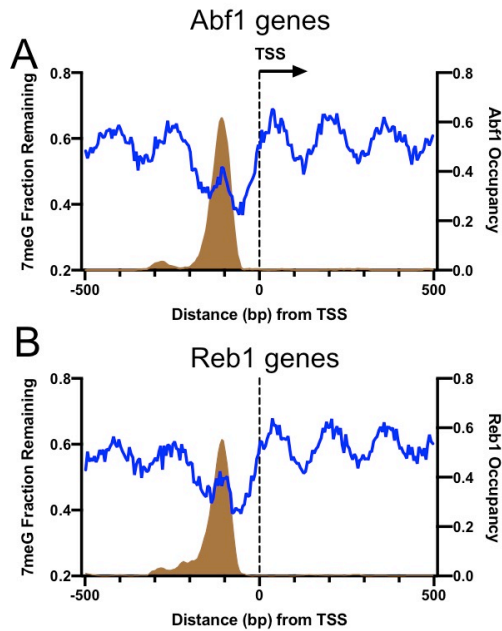 Abf1 genes
A
TSS
0.8
0.6
0.4
0.2
7meG Fraction Remaining
0.8
0.6
0.4
0.2
0.0
Abf1 Occupancy
-500
0
500
Distance (bp) from TSS
B
Reb1 genes
0.8
0.6
0.4
0.2
7meG Fraction Remaining
0.8
0.6
0.4
0.2
0.0
Reb1 Occupancy
-500
0
500
Distance (bp) from TSS